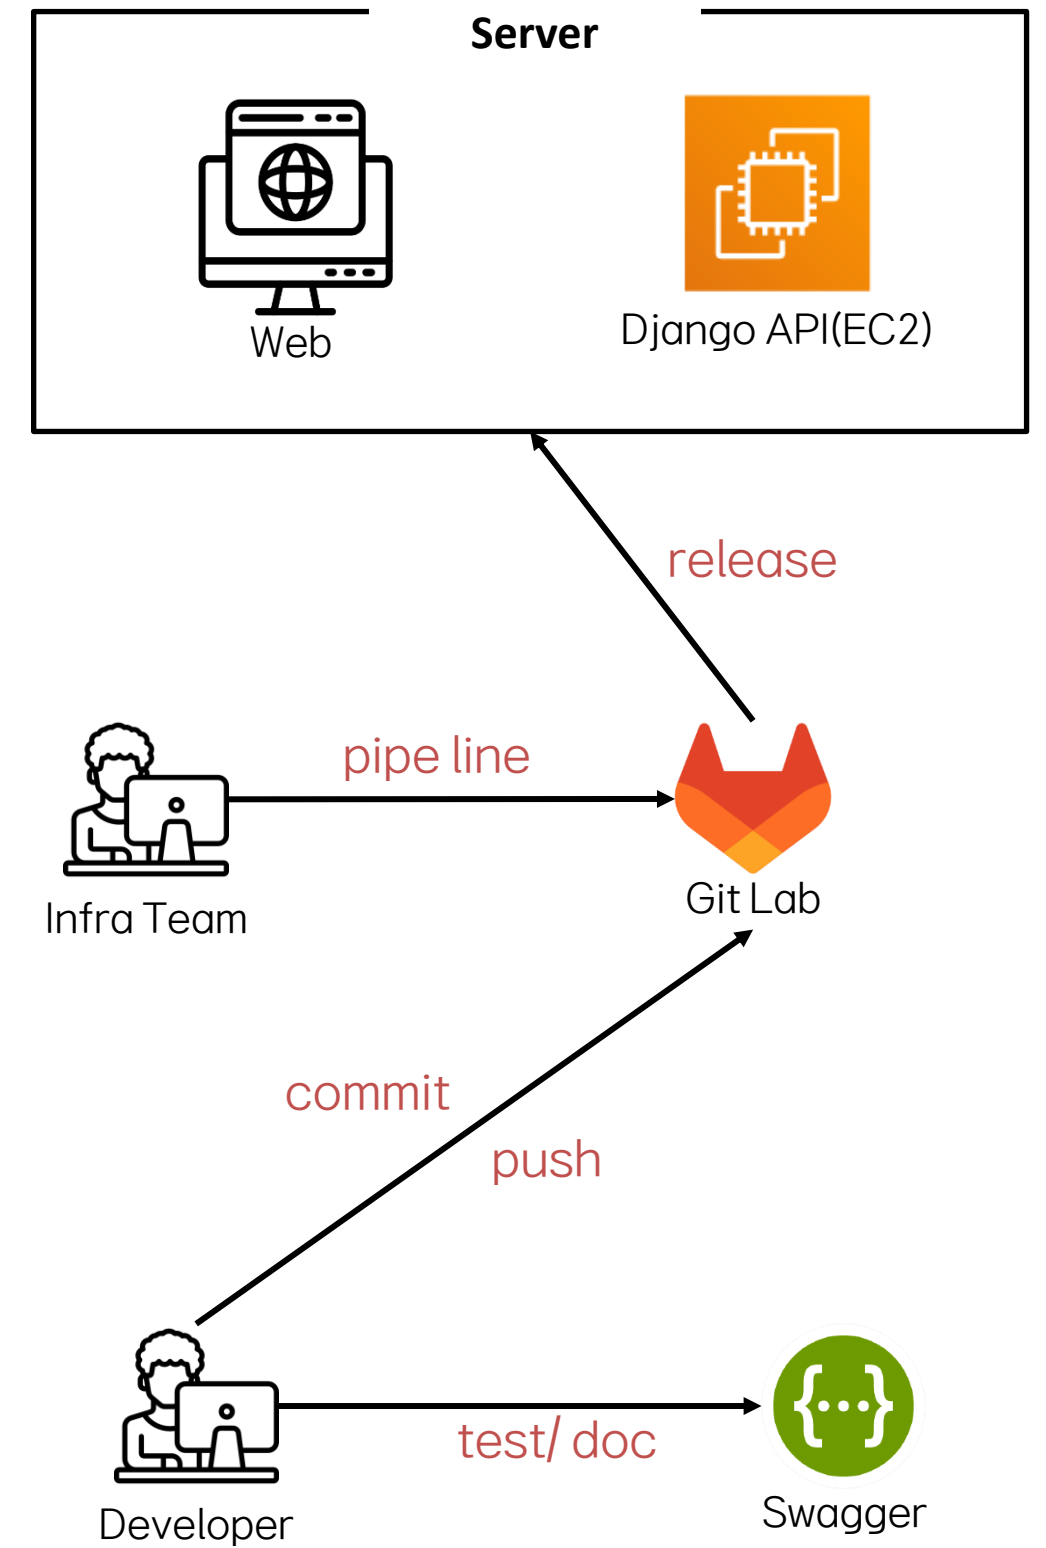 Server
Web
Django API(EC2)
release
pipe line
Infra Team
Git Lab
commit
push
test/ doc
Developer
Swagger